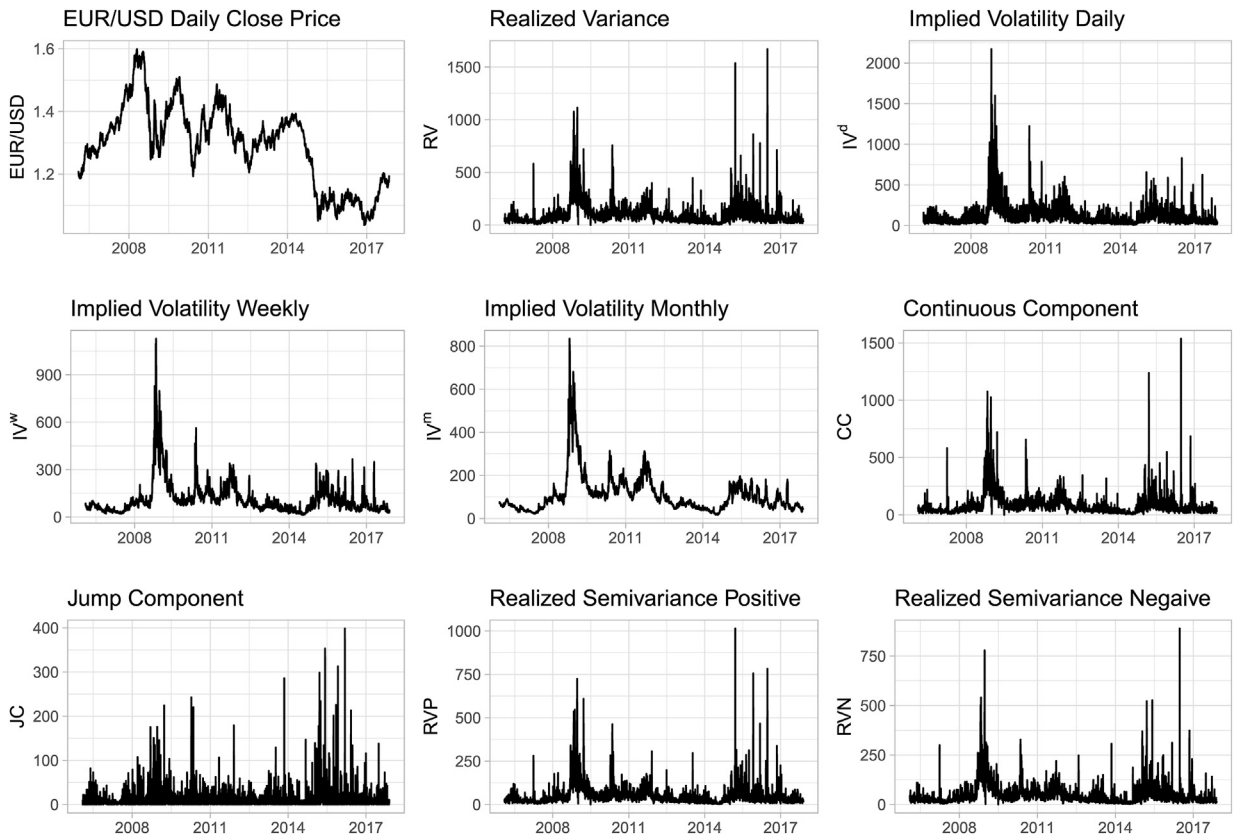 EUR/USD Daily Close Price
EUR/USD
1.6
1.4
1.2
2008 2011 2014 2017
Realized Variance
RV
1500
1000
500
0
2008 2011 2014 2017
Implied Volatility Daily
IVᵈ
2000
1500
1000
500
0
2008 2011 2014 2017
Implied Volatility Weekly
IVʷ
900
600
300
0
2008 2011 2014 2017
Implied Volatility Monthly
IVᵐ
800
600
400
200
0
2008 2011 2014 2017
Continuous Component
CC
1500
1000
500
0
2008 2011 2014 2017
Jump Component
JC
400
300
200
100
0
2008 2011 2014 2017
Realized Semivariance Positive
RVP
1000
750
500
250
0
2008 2011 2014 2017
Realized Semivariance Negaive
RVN
750
500
250
0
2008 2011 2014 2017